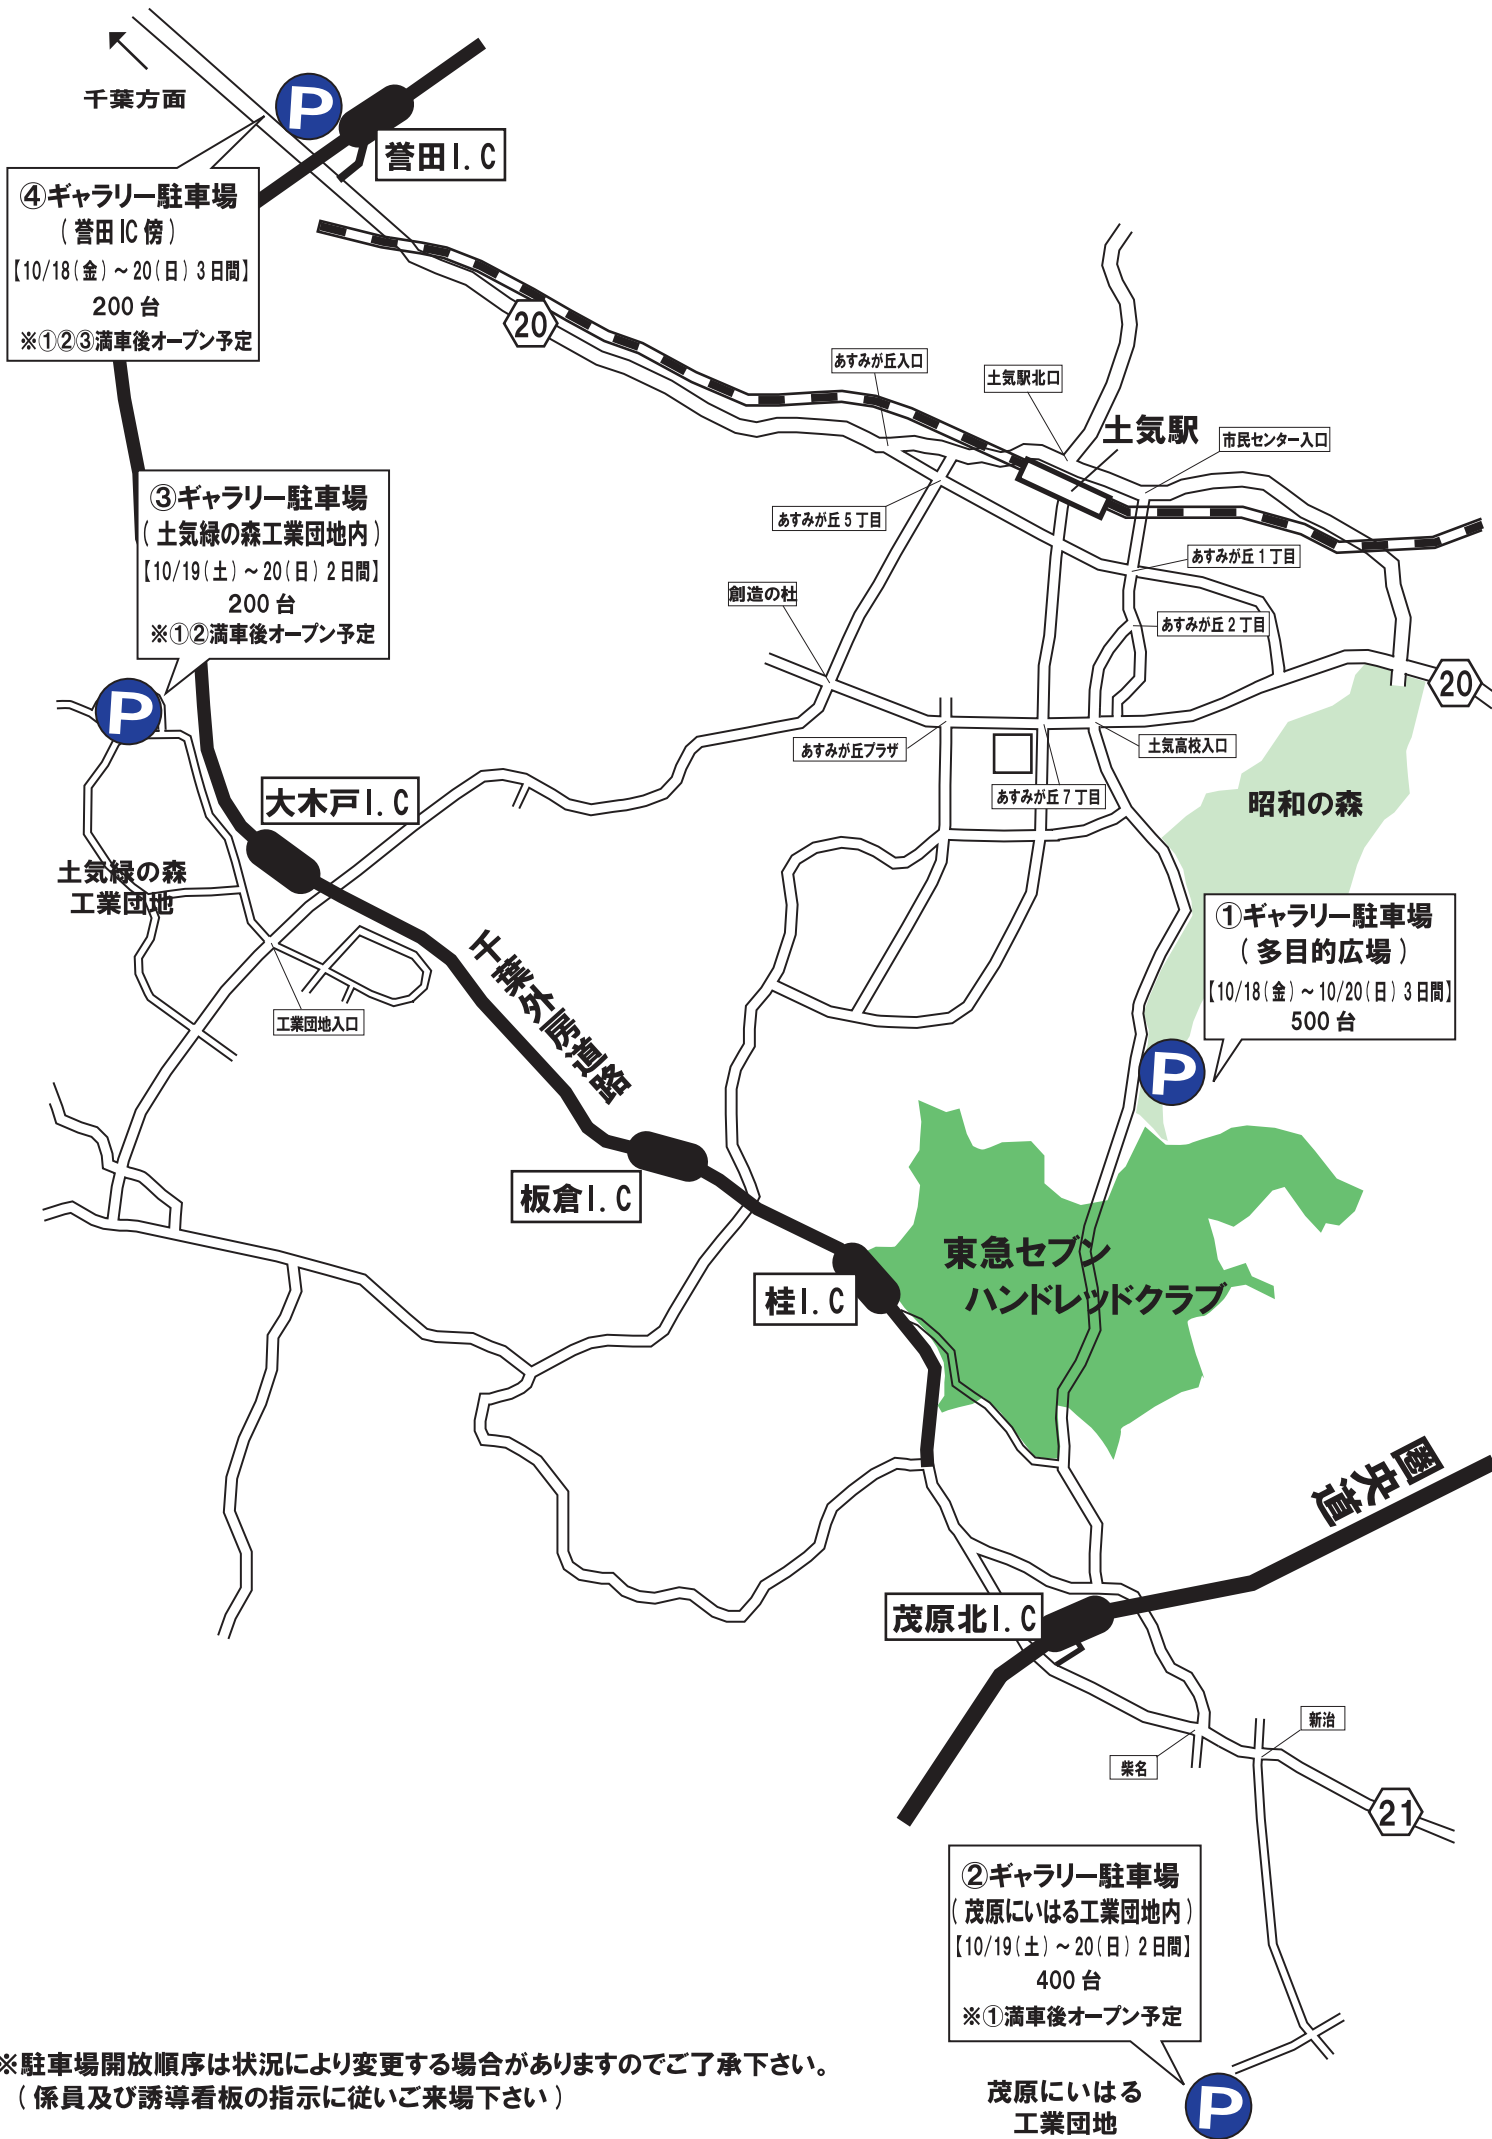 千葉方面
P
誉田I.C
④ギャラリー駐車場
(誉田IC傍)
【10/18(金)～20(日)3日間】
200台
※①②③満車後オープン予定
20
あすみが丘入口
土気駅北口
土気駅
市民センター入口
③ギャラリー駐車場
(土気緑の森工業団地内)
【10/19(土)～20(日)2日間】
200台
※①②満車後オープン予定
あすみが丘5丁目
あすみが丘1丁目
創造の杜
あすみが丘2丁目
20
P
あすみが丘プラザ
土気高校入口
大木戸I.C
あすみが丘7丁目
昭和の森
土気緑の森
工業団地
①ギャラリー駐車場
(多目的広場)
【10/18(金)～10/20(日)3日間】
500台
千葉外房道路
工業団地入口
P
板倉I.C
東急セブン
ハンドレッドクラブ
桂I.C
圏央道
茂原北I.C
新治
柴名
21
②ギャラリー駐車場
(茂原にいはる工業団地内)
【10/19(土)～20(日)2日間】
400台
※①満車後オープン予定
※駐車場開放順序は状況により変更する場合がありますのでご了承下さい。
(係員及び誘導看板の指示に従いご来場下さい)
茂原にいはる
工業団地
P